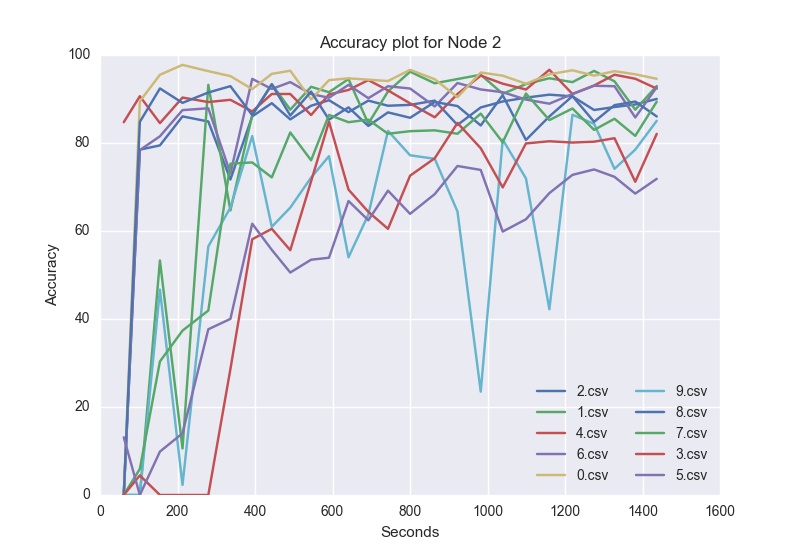 Accuracy plot for Node 2
100
80
60
40
20
0
Accuracy
0 200 400 600 800 1000 1200 1400 1600
Seconds
2.csv 9.csv
1.csv 8.csv
4.csv 7.csv
6.csv 3.csv
0.csv 5.csv